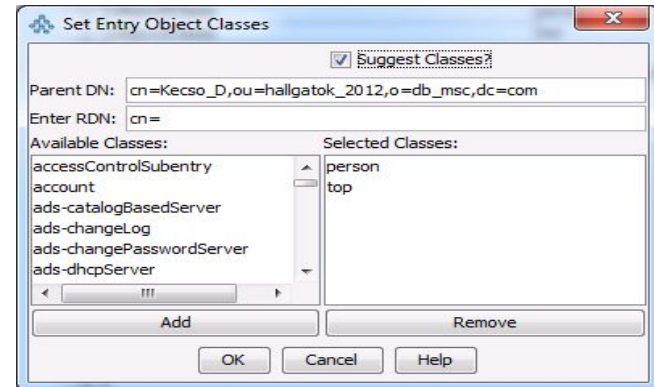 Set Entry Object Classes
Suggest Classes?
Parent DN: cn=Kecso_D,ou=hallgatok_2012,o=db_msc,dc=com
Enter RDN: cn=
Available Classes: Selected Classes:
accessControlSubentry person
account top
ads-catalogBasedServer
ads-changeLog
ads-changePasswordServer
ads-dhcpServer
Add Remove
OK Cancel Help